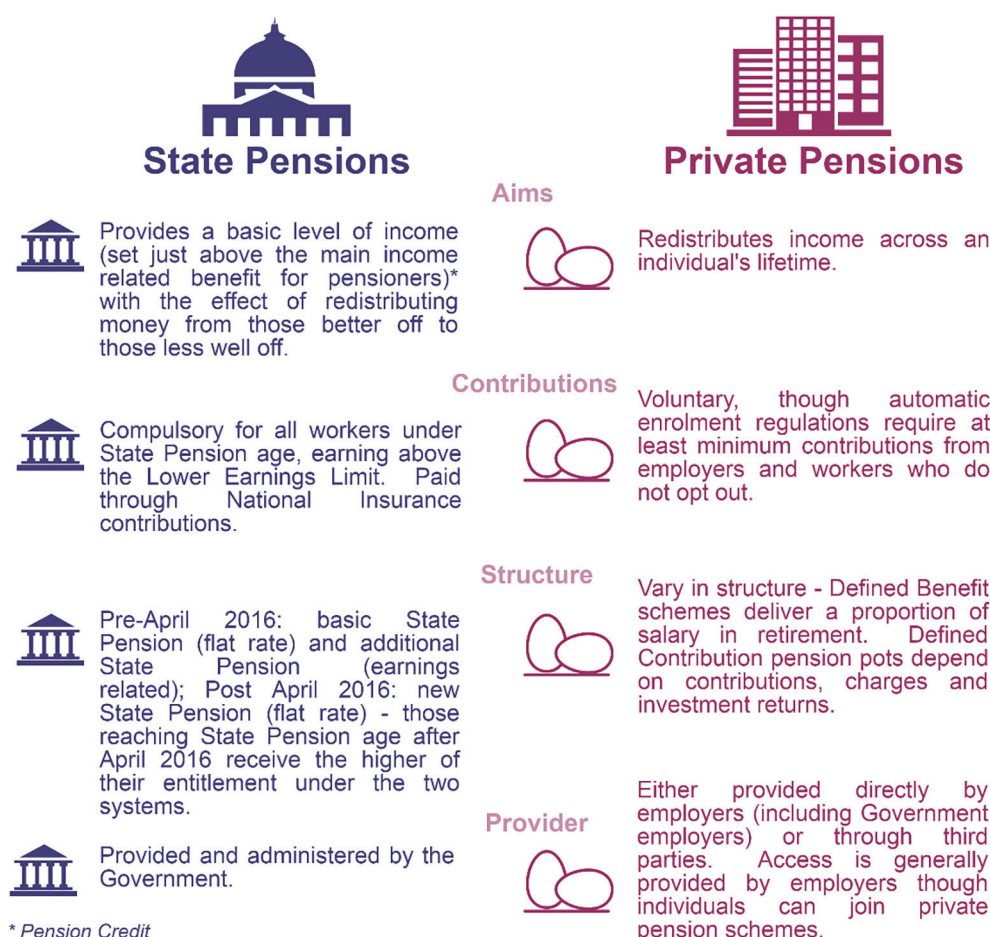 State Pensions
Private Pensions
Aims
Provides a basic level of income
(set just above the main income
related benefit for pensioners)*
with the effect of redistributing
money from those better off to
those less well off.
Redistributes income across an
individual's lifetime.
Contributions
Compulsory for all workers under
State Pension age, earning above
the Lower Earnings Limit. Paid
through National Insurance
contributions.
Voluntary, though automatic
enrolment regulations require at
least minimum contributions from
employers and workers who do
not opt out.
Structure
Pre-April 2016: basic State
Pension (flat rate) and additional
State Pension (earnings
related); Post April 2016: new
State Pension (flat rate) - those
reaching State Pension age after
April 2016 receive the higher of
their entitlement under the two
systems.
Vary in structure - Defined Benefit
schemes deliver a proportion of
salary in retirement. Defined
Contribution pension pots depend
on contributions, charges and
investment returns.
Provider
Provided and administered by the
Government.
Either provided directly by
employers (including Government
employers) or through third
parties. Access is generally
provided by employers though
individuals can join private
pension schemes.
* Pension Credit